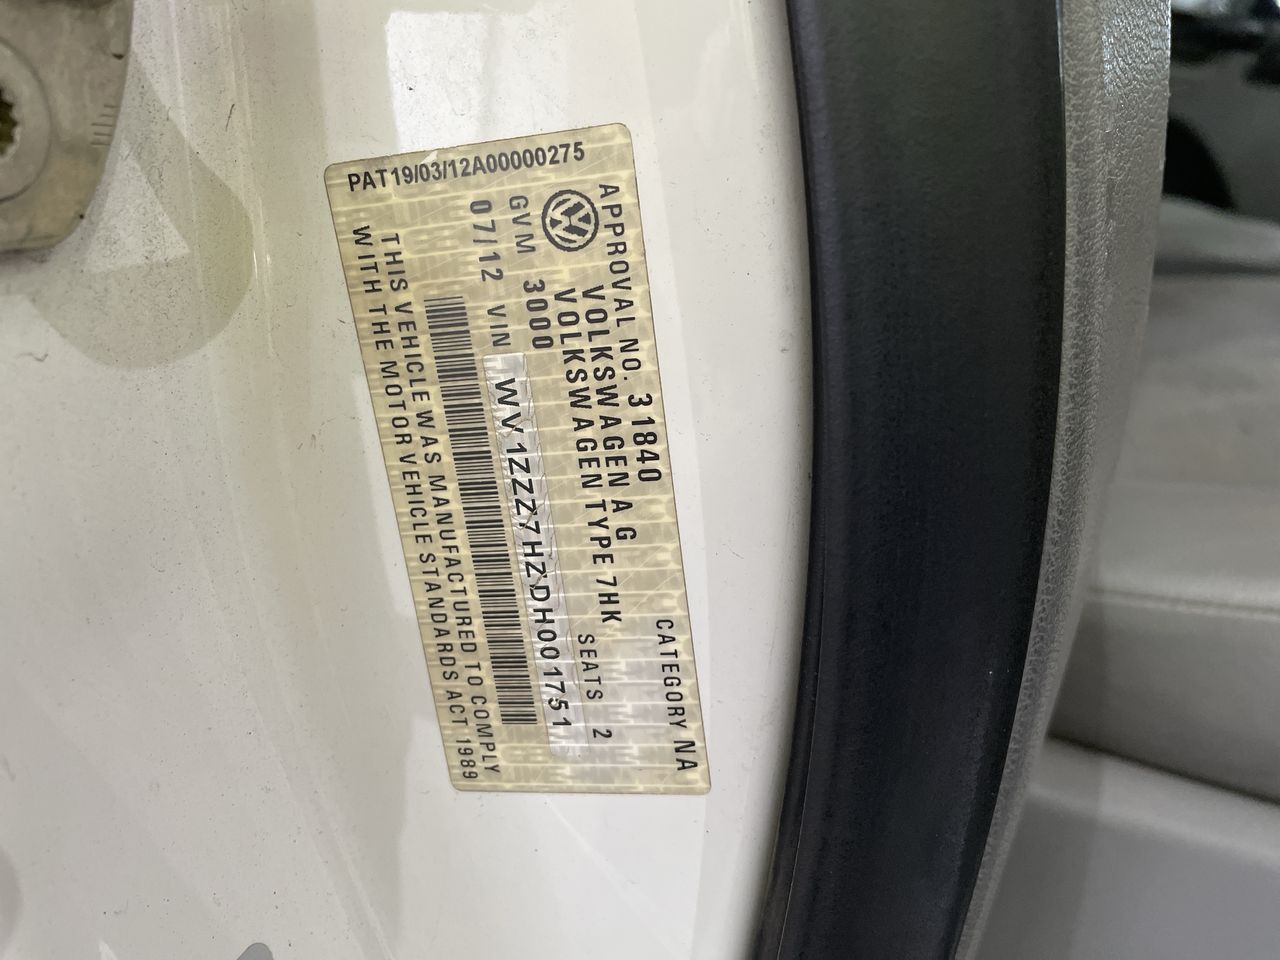 APPROVAL NO. 31840 CATEGORY NA
VOLKSWAGEN AG
VOLKSWAGEN TYPE 7HK SEATS 2
GVM 3000
07/12 VIN WV1ZZZ7HZDH001751
THIS VEHICLE WAS MANUFACTURED TO COMPLY
WITH THE MOTOR VEHICLE STANDARDS ACT 1989
PAT19/03/12A00000275